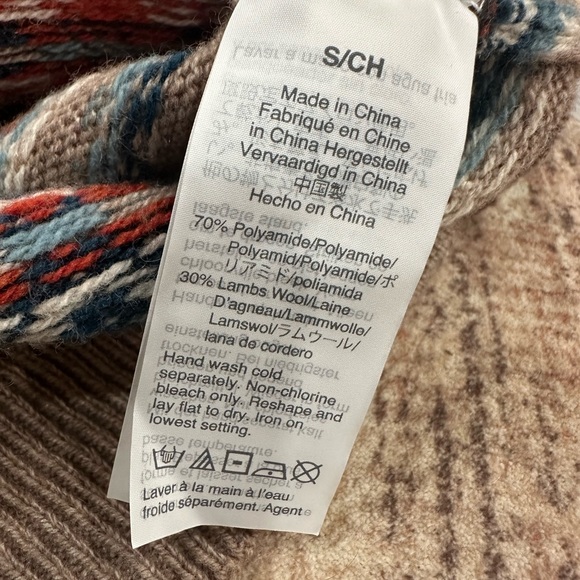 S/CH
Made in China
Fabriqué en Chine
in China Hergestellt
Vervaardigd in China
中国製
Hecho en China
70% Polyamide/Polyamide/
Polyamid/Polyamide/ポ
リアミド/poliamida
30% Lambs Wool/Laine
D'agneau/Lammwolle/
Lamswol/ラムウール/
lana de cordero
Hand wash cold
separately. Non-chlorine
bleach only. Reshape and
lay flat to dry. Iron on
lowest setting.
Laver à la main à l'eau
froide séparément. Agent